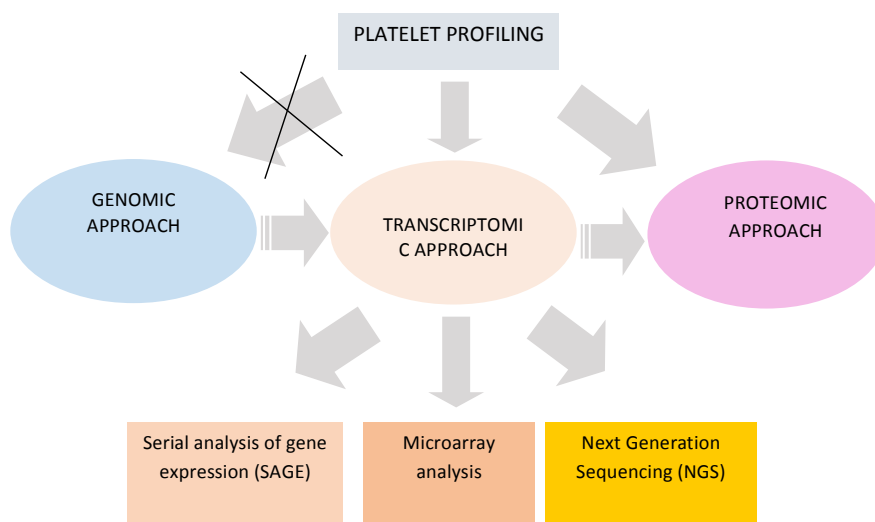 PLATELET PROFILING
GENOMIC
APPROACH
TRANSCRIPTOMI
C APPROACH
PROTEOMIC
APPROACH
Serial analysis of gene
expression (SAGE)
Microarray
analysis
Next Generation
Sequencing (NGS)